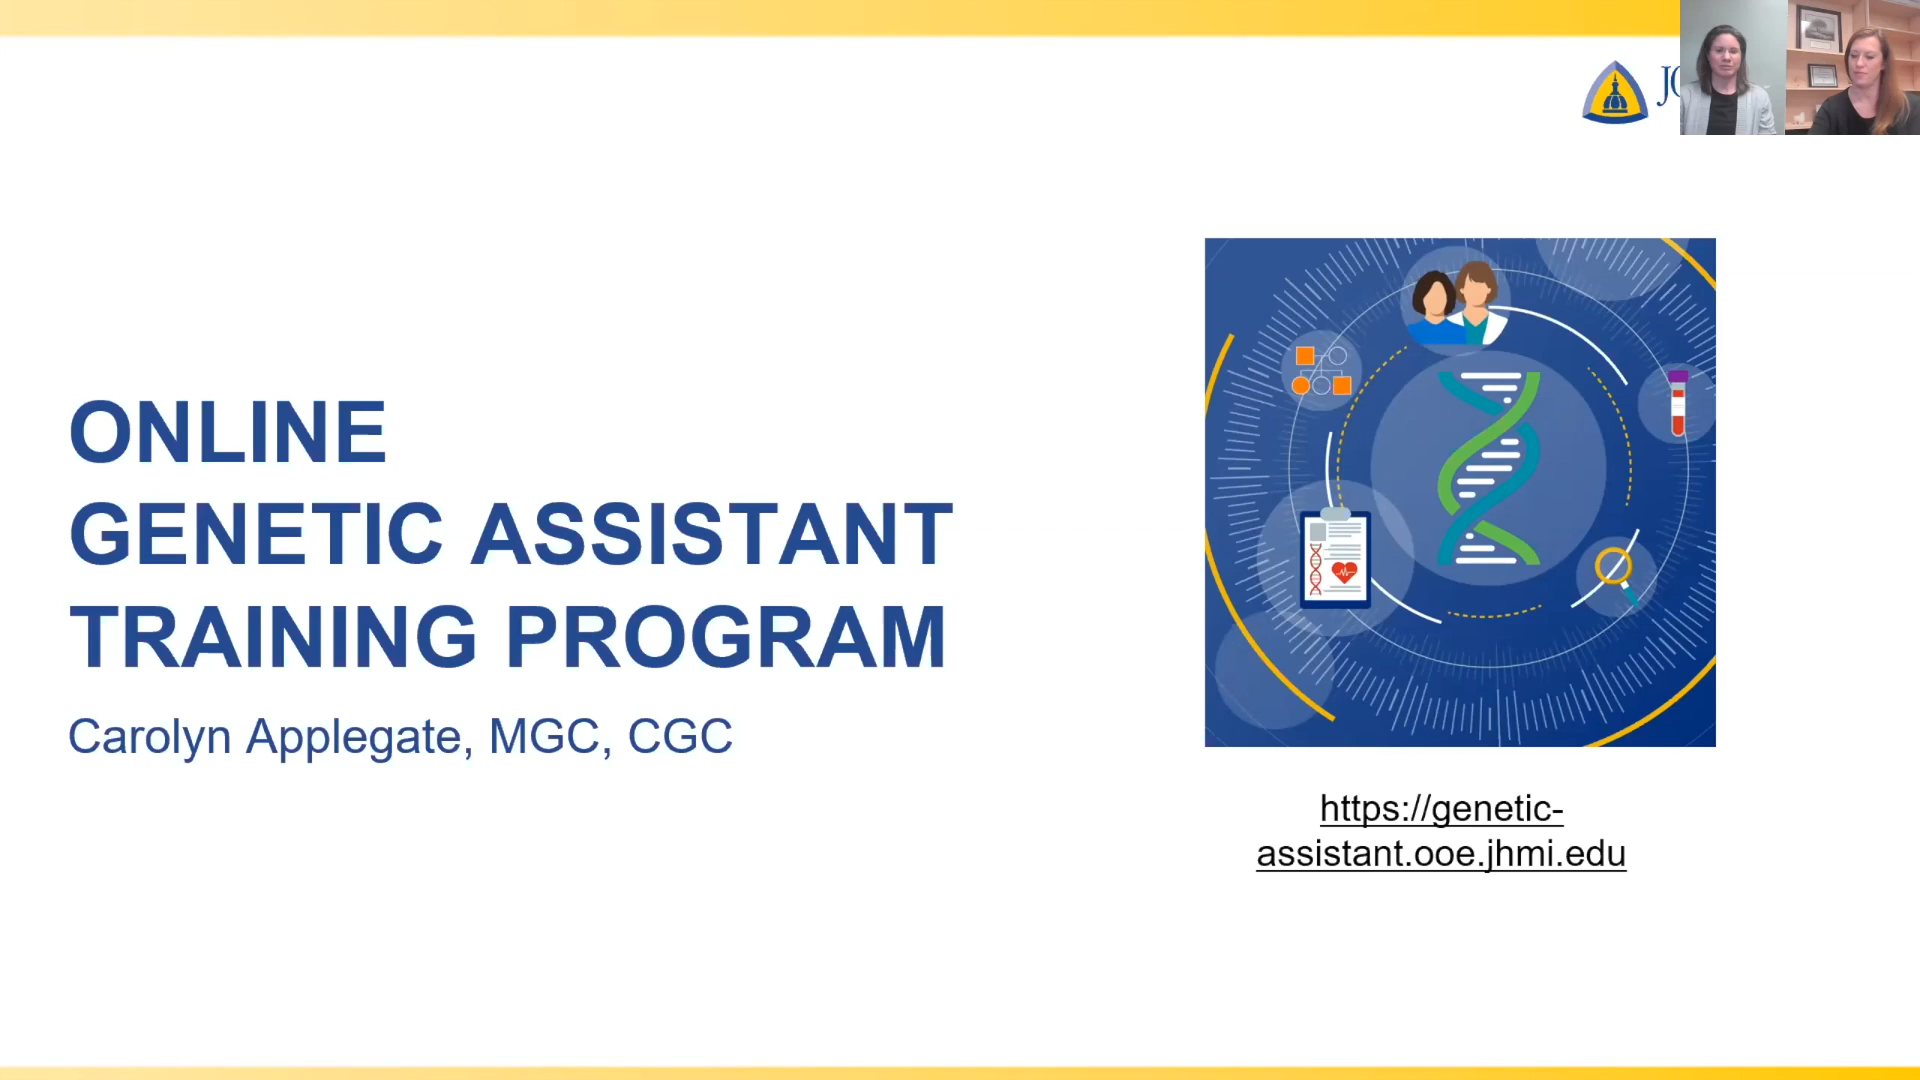 ONLINE
GENETIC ASSISTANT
TRAINING PROGRAM
Carolyn Applegate, MGC, CGC
https://genetic-
assistant.ooe.jhmi.edu